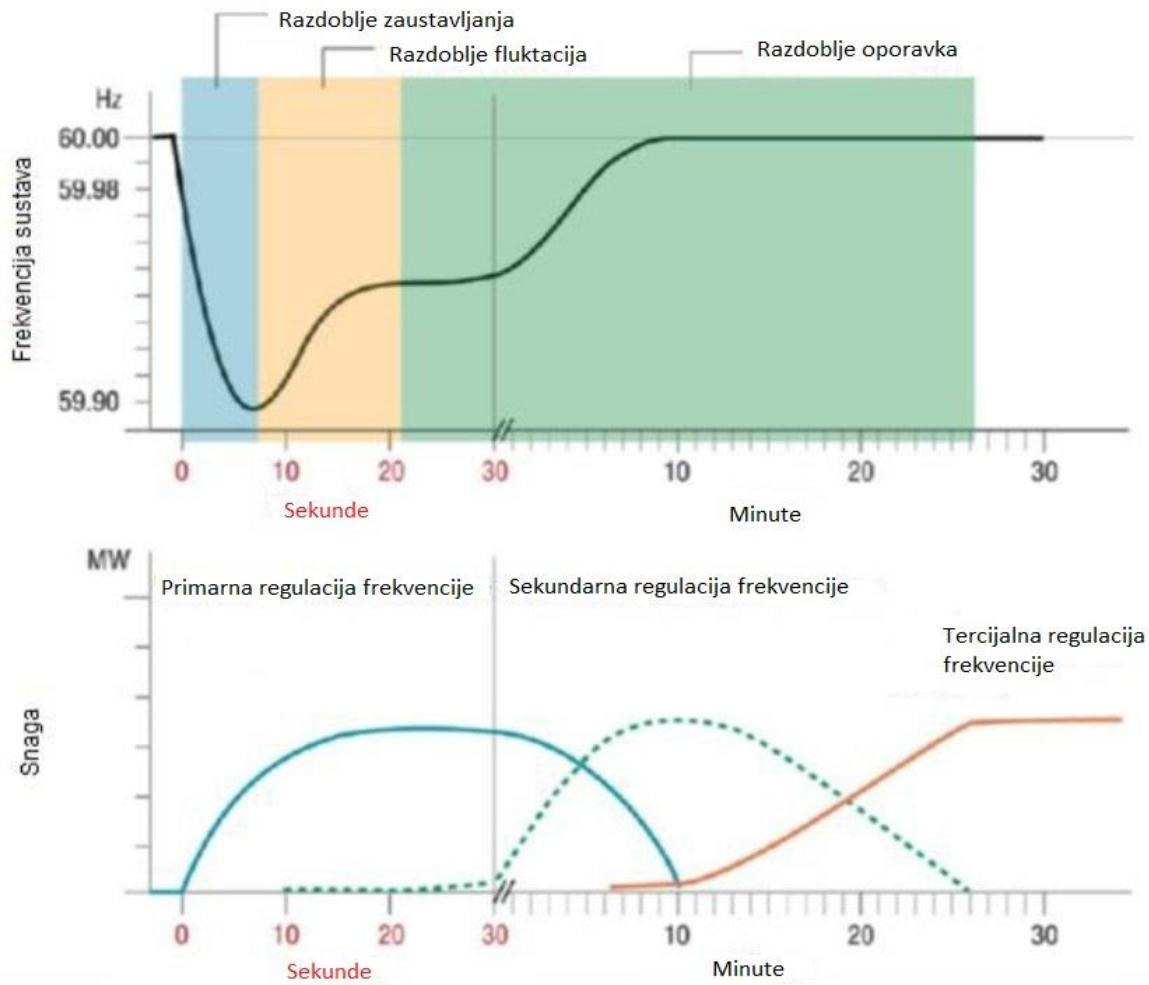 Razdoblje zaustavljanja
Razdoblje fluktacija
Razdoblje oporavka
Hz
60.00
59.98
59.90
Frekvencija sustava
0 10 20 30 10 20 30
Sekunde
Minute
MW
Primarna regulacija frekvencije
Sekundarna regulacija frekvencije
Tercijalna regulacija
frekvencije
Snaga
0 10 20 30 10 20 30
Sekunde
Minute